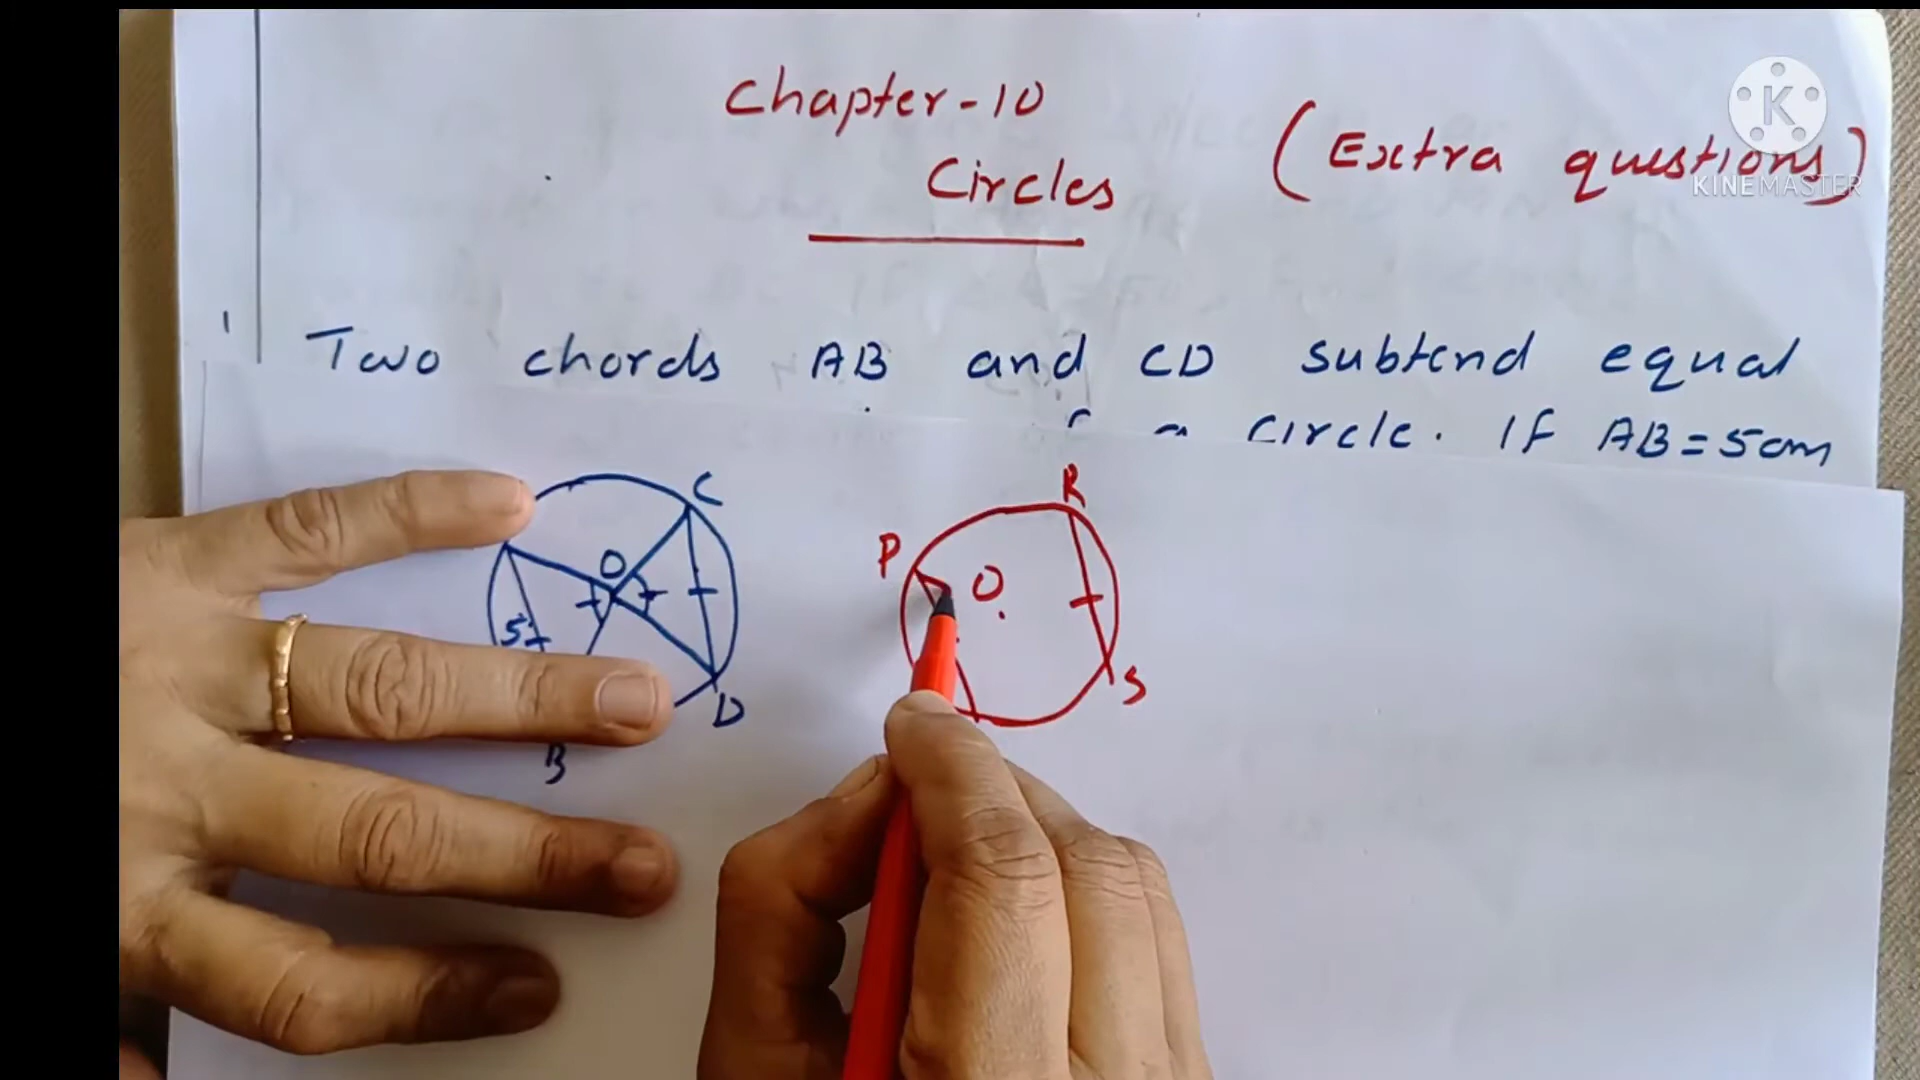 Chapter-10
Circles
(Extra questions)
K
KINEMASTER
1
Two chords AB and CD subtend equal
a circle. If AB=5cm
C
O
5
D
B
R
P
O
S